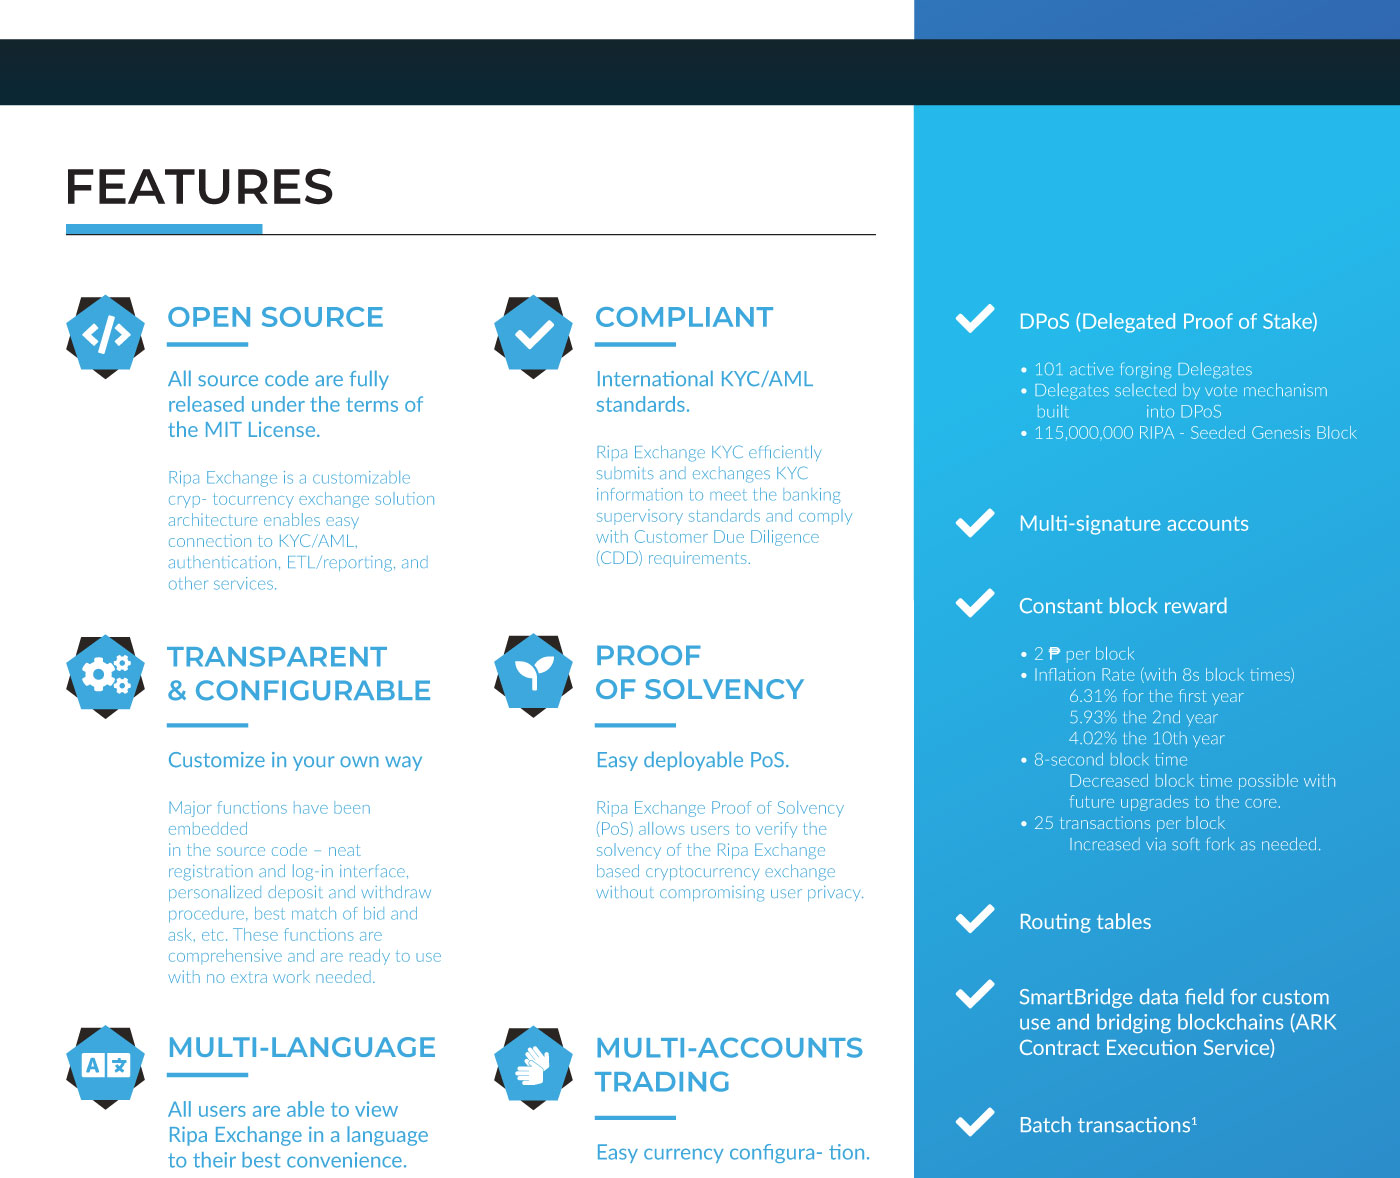 FEATURES
OPEN SOURCE
All source code are fully
released under the terms of
the MIT License.
Ripa Exchange is a customizable
cryp- tocurrency exchange solution
architecture enables easy
connection to KYC/AML,
authentication, ETL/reporting, and
other services.
COMPLIANT
International KYC/AML
standards.
Ripa Exchange KYC efficiently
submits and exchanges KYC
information to meet the banking
supervisory standards and comply
with Customer Due Diligence
(CDD) requirements.
TRANSPARENT
& CONFIGURABLE
Customize in your own way
Major functions have been
embedded
in the source code – neat
registration and log-in interface,
personalized deposit and withdraw
procedure, best match of bid and
ask, etc. These functions are
comprehensive and are ready to use
with no extra work needed.
PROOF
OF SOLVENCY
Easy deployable PoS.
Ripa Exchange Proof of Solvency
(PoS) allows users to verify the
solvency of the Ripa Exchange
based cryptocurrency exchange
without compromising user privacy.
A文
MULTI-LANGUAGE
All users are able to view
Ripa Exchange in a language
to their best convenience.
MULTI-ACCOUNTS
TRADING
Easy currency configura- tion.
DPoS (Delegated Proof of Stake)
• 101 active forging Delegates
• Delegates selected by vote mechanism
built into DPoS
• 115,000,000 RIPA - Seeded Genesis Block
Multi-signature accounts
Constant block reward
• 2 ₱ per block
• Inflation Rate (with 8s block times)
6.31% for the first year
5.93% the 2nd year
4.02% the 10th year
• 8-second block time
Decreased block time possible with
future upgrades to the core.
• 25 transactions per block
Increased via soft fork as needed.
Routing tables
SmartBridge data field for custom
use and bridging blockchains (ARK
Contract Execution Service)
Batch transactions¹